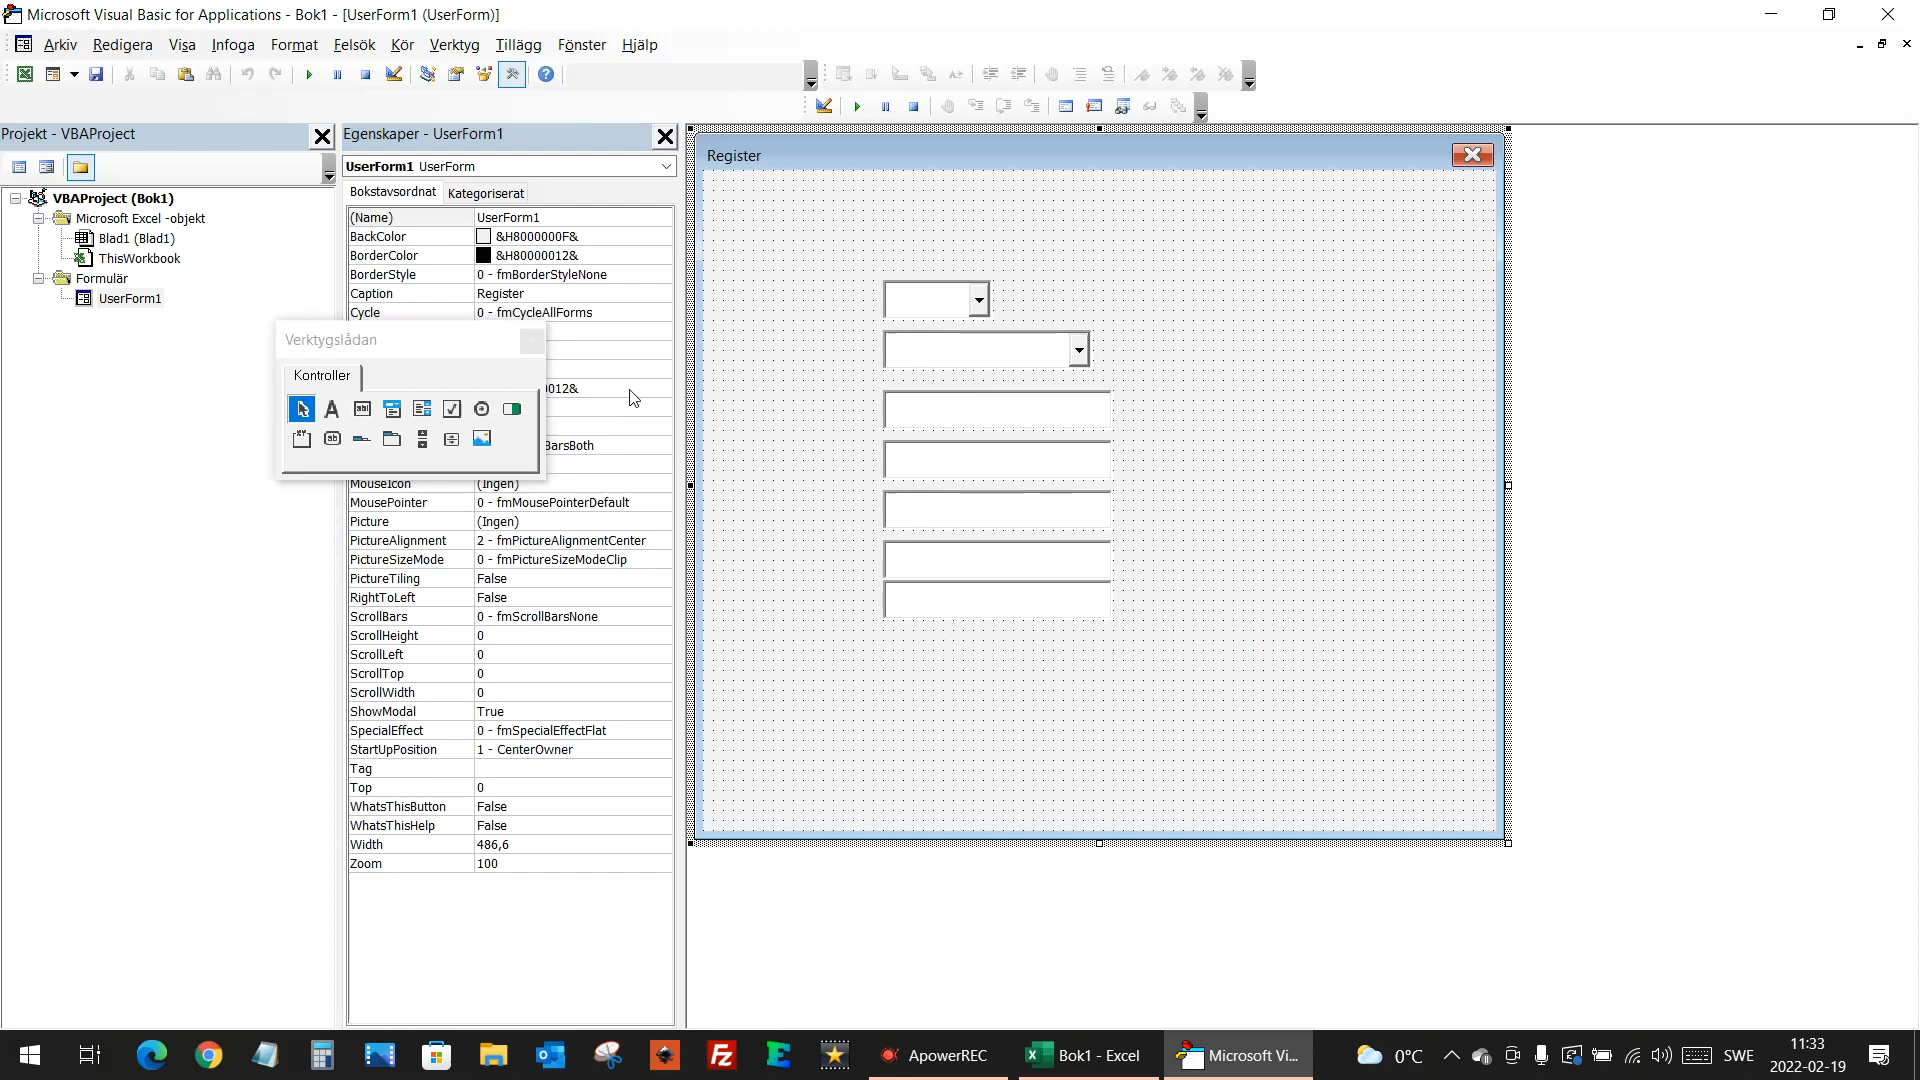 Microsoft Visual Basic for Applications - Bok1 - [UserForm1 (UserForm)]
Arkiv Redigera Visa Infoga Format Felsök Kör Verktyg Tillägg Fönster Hjälp
Projekt - VBAProject
VBAProject (Bok1)
Microsoft Excel -objekt
Blad1 (Blad1)
ThisWorkbook
Formulär
UserForm1
Egenskaper - UserForm1
UserForm1 UserForm
Bokstavsordnat Kategoriserat
(Name) UserForm1
BackColor &H8000000F&
BorderColor &H80000012&
BorderStyle 0 - fmBorderStyleNone
Caption Register
Cycle 0 - fmCycleAllForms
Verktygslådan
Kontroller
012&
BarsBoth
MouseIcon (Ingen)
MousePointer 0 - fmMousePointerDefault
Picture (Ingen)
PictureAlignment 2 - fmPictureAlignmentCenter
PictureSizeMode 0 - fmPictureSizeModeClip
PictureTiling False
RightToLeft False
ScrollBars 0 - fmScrollBarsNone
ScrollHeight 0
ScrollLeft 0
ScrollTop 0
ScrollWidth 0
ShowModal True
SpecialEffect 0 - fmSpecialEffectFlat
StartUpPosition 1 - CenterOwner
Tag
Top 0
WhatsThisButton False
WhatsThisHelp False
Width 486,6
Zoom 100
Register
ApowerREC
Bok1 - Excel
Microsoft Vi...
0°C
SWE
11:33
2022-02-19